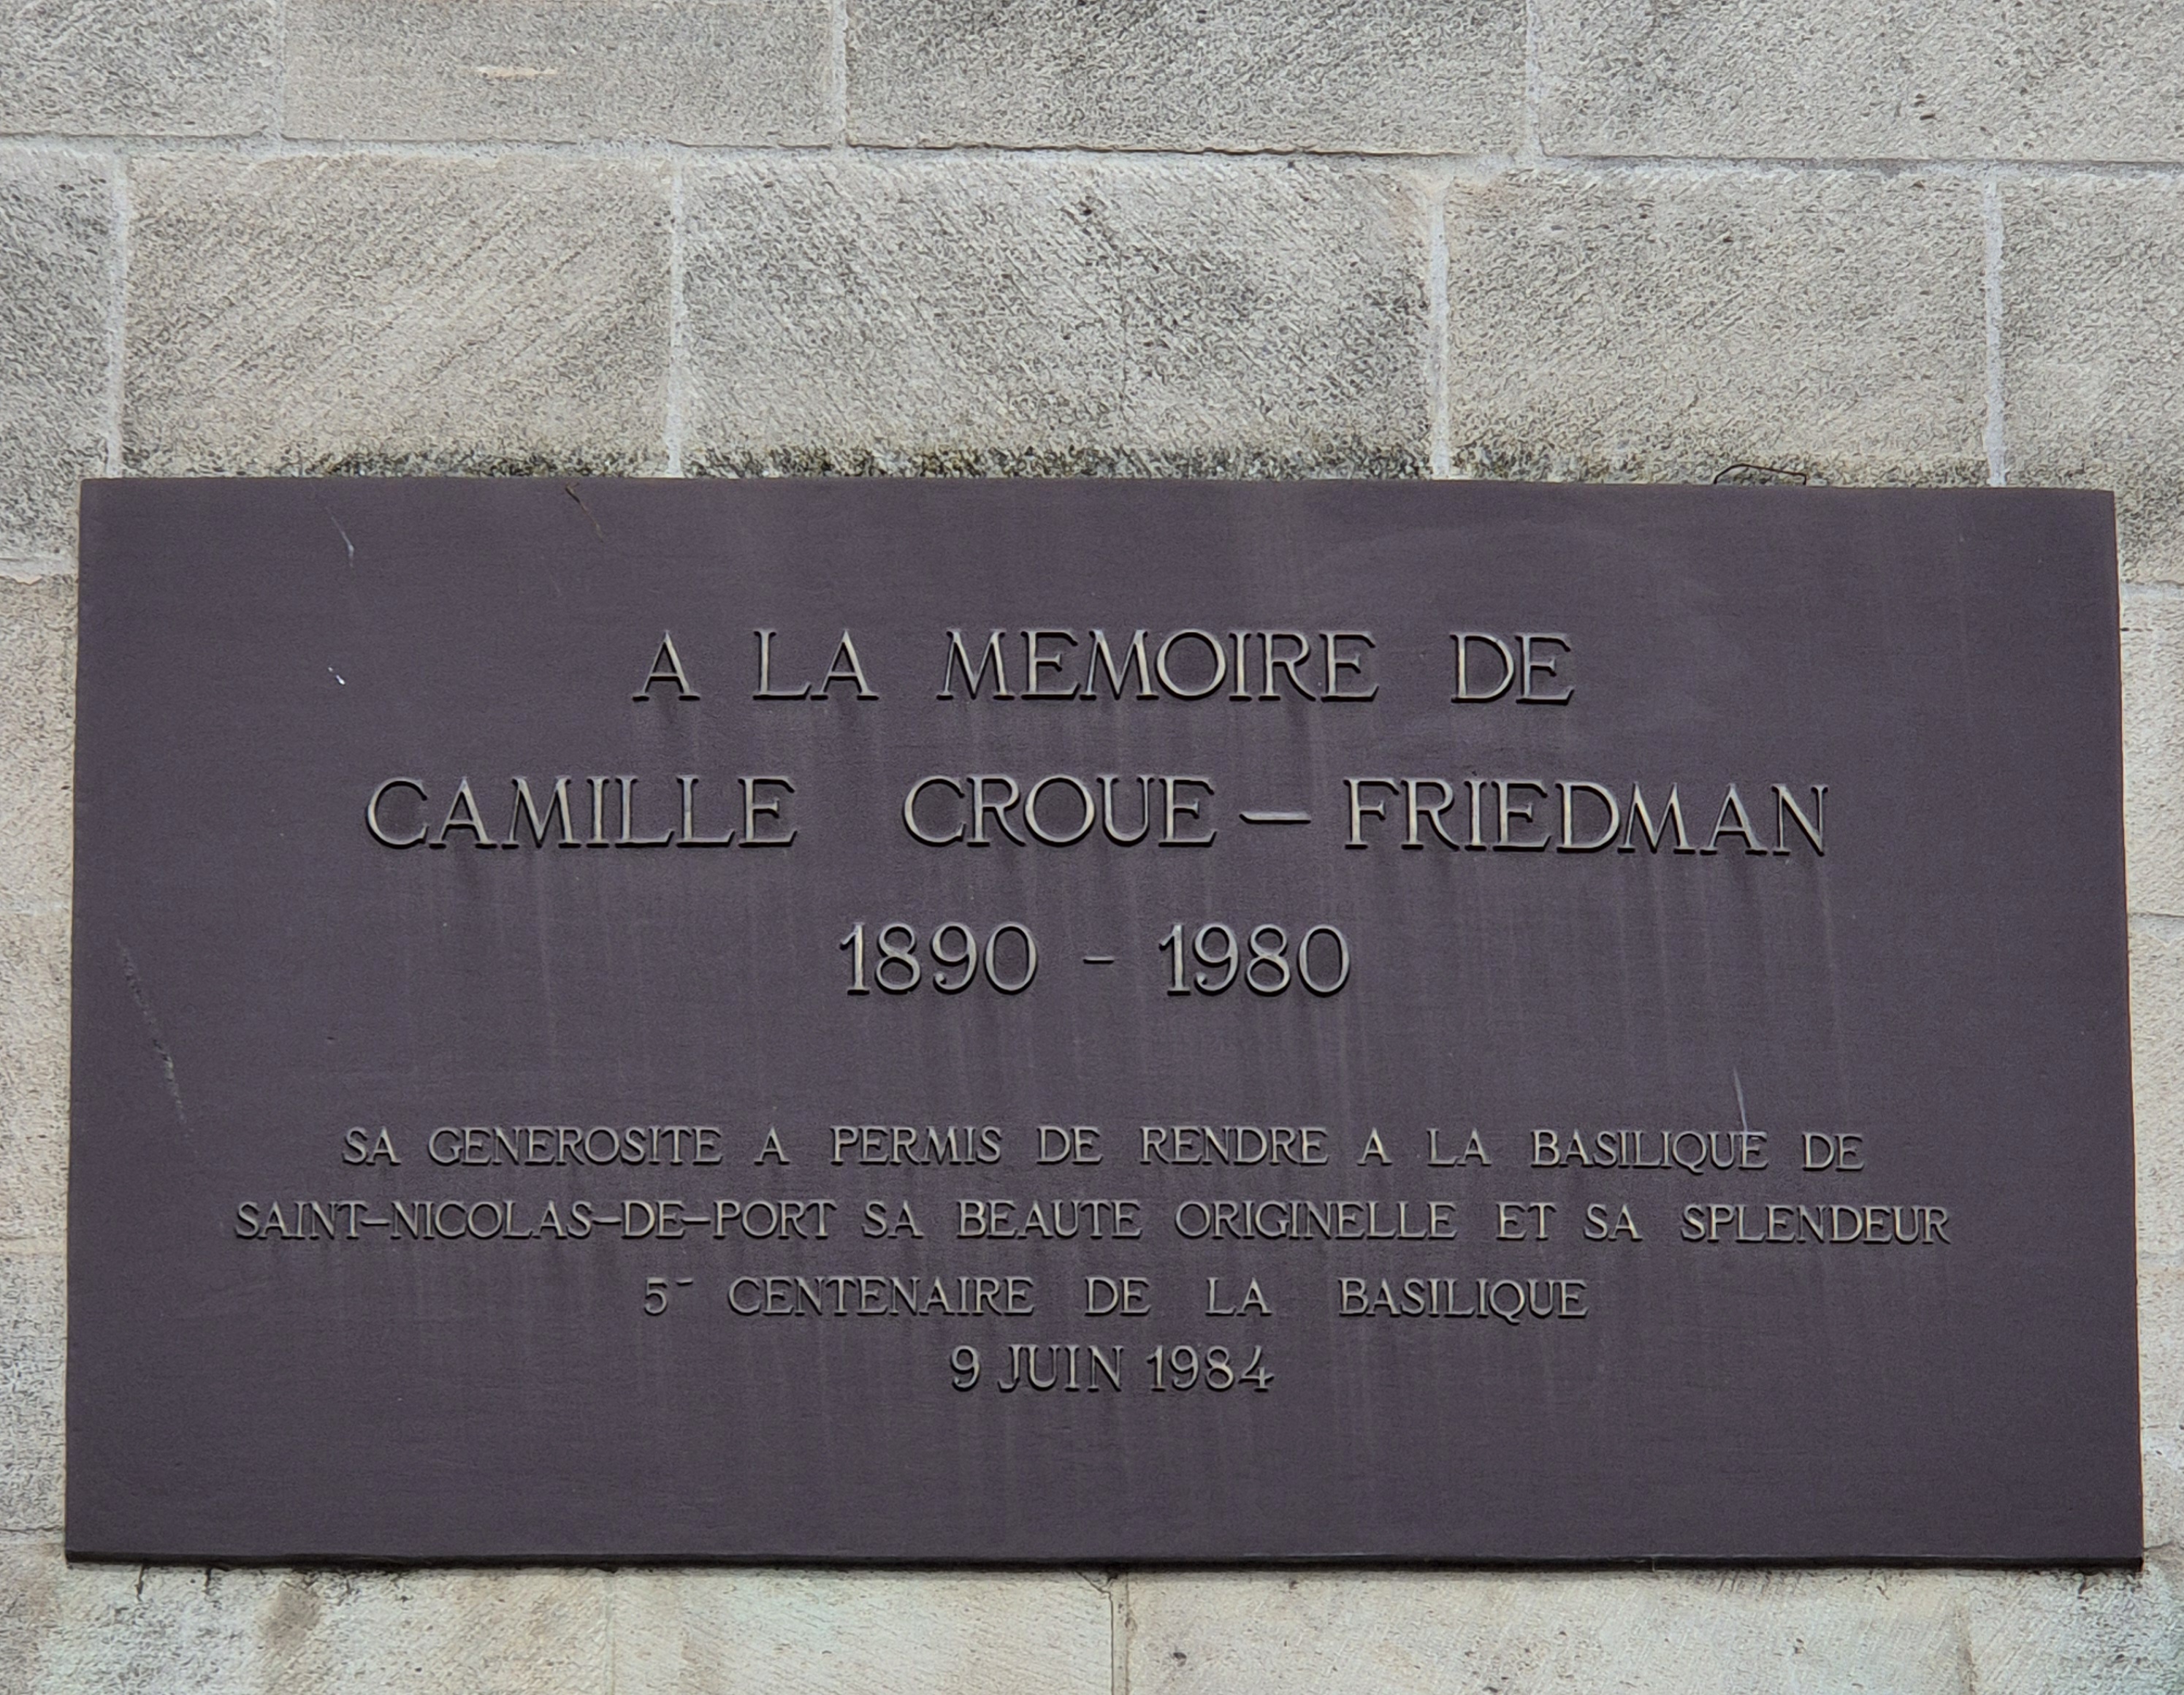 A LA MEMOIRE DE
CAMILLE CROUE — FRIEDMAN
1890 - 1980
SA GENEROSITE A PERMIS DE RENDRE A LA BASILIQUE DE
SAINT-NICOLAS-DE-PORT SA BEAUTE ORIGINELLE ET SA SPLENDEUR
5⁻ CENTENAIRE DE LA BASILIQUE
9 JUIN 1984